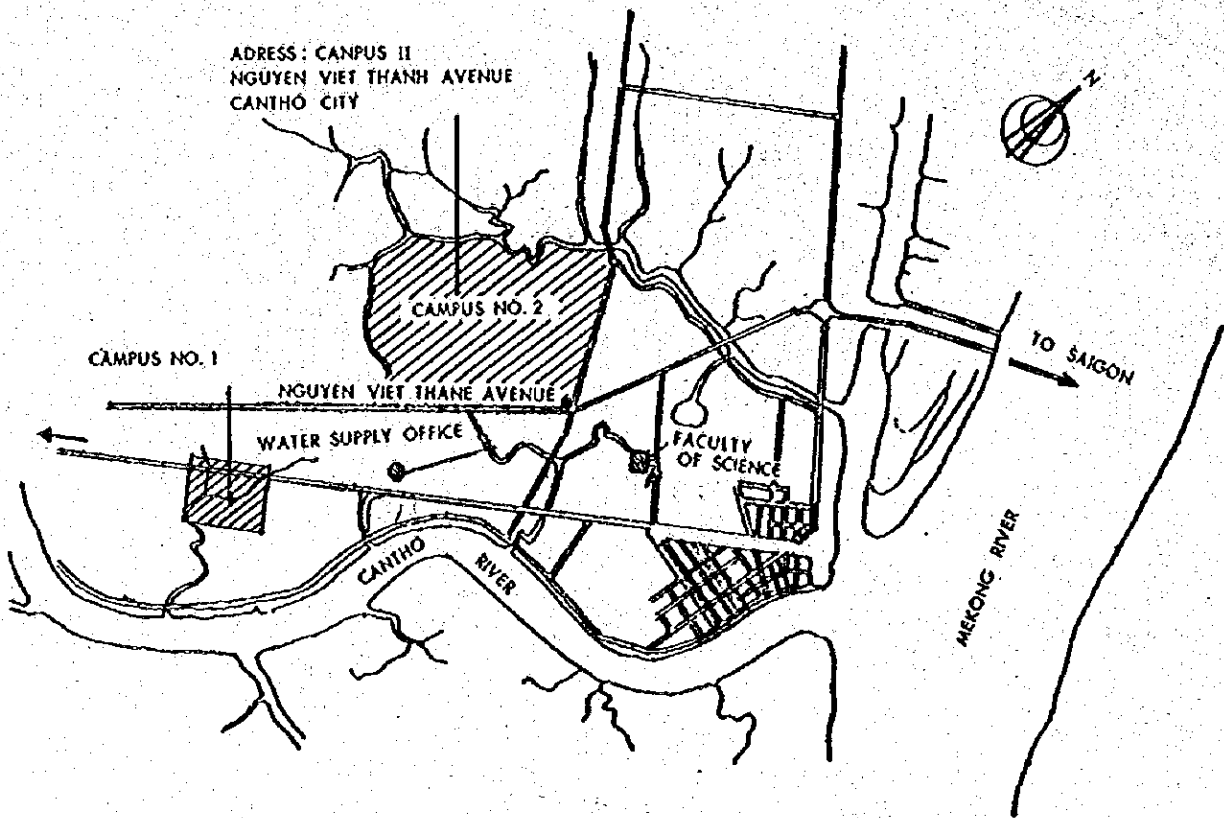 ADRESS : CANPUS II
NGUYEN VIET THANH AVENUE
CANTHO CITY
N
CAMPUS NO. 2
TO SAIGON
CAMPUS NO. 1
NGUYEN VIET THANE AVENUE
WATER SUPPLY OFFICE
FACULTY
OF SCIENCE
CANTHO
RIVER
MEKONG RIVER